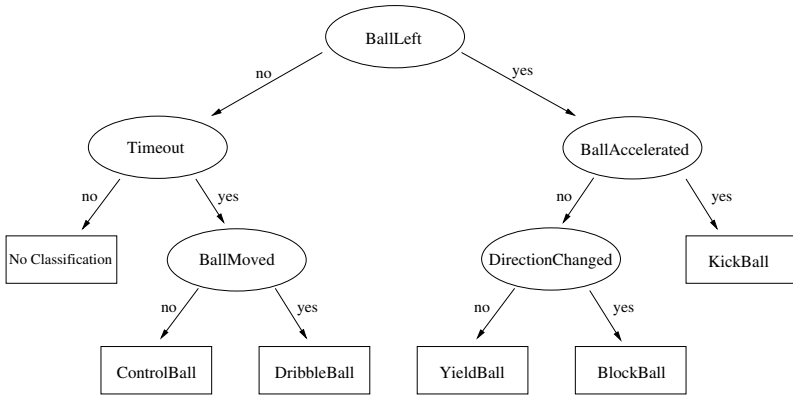 BallLeft
no
yes
Timeout
BallAccelerated
no
yes
no
yes
No Classification
BallMoved
DirectionChanged
KickBall
no
yes
no
yes
ControlBall
DribbleBall
YieldBall
BlockBall